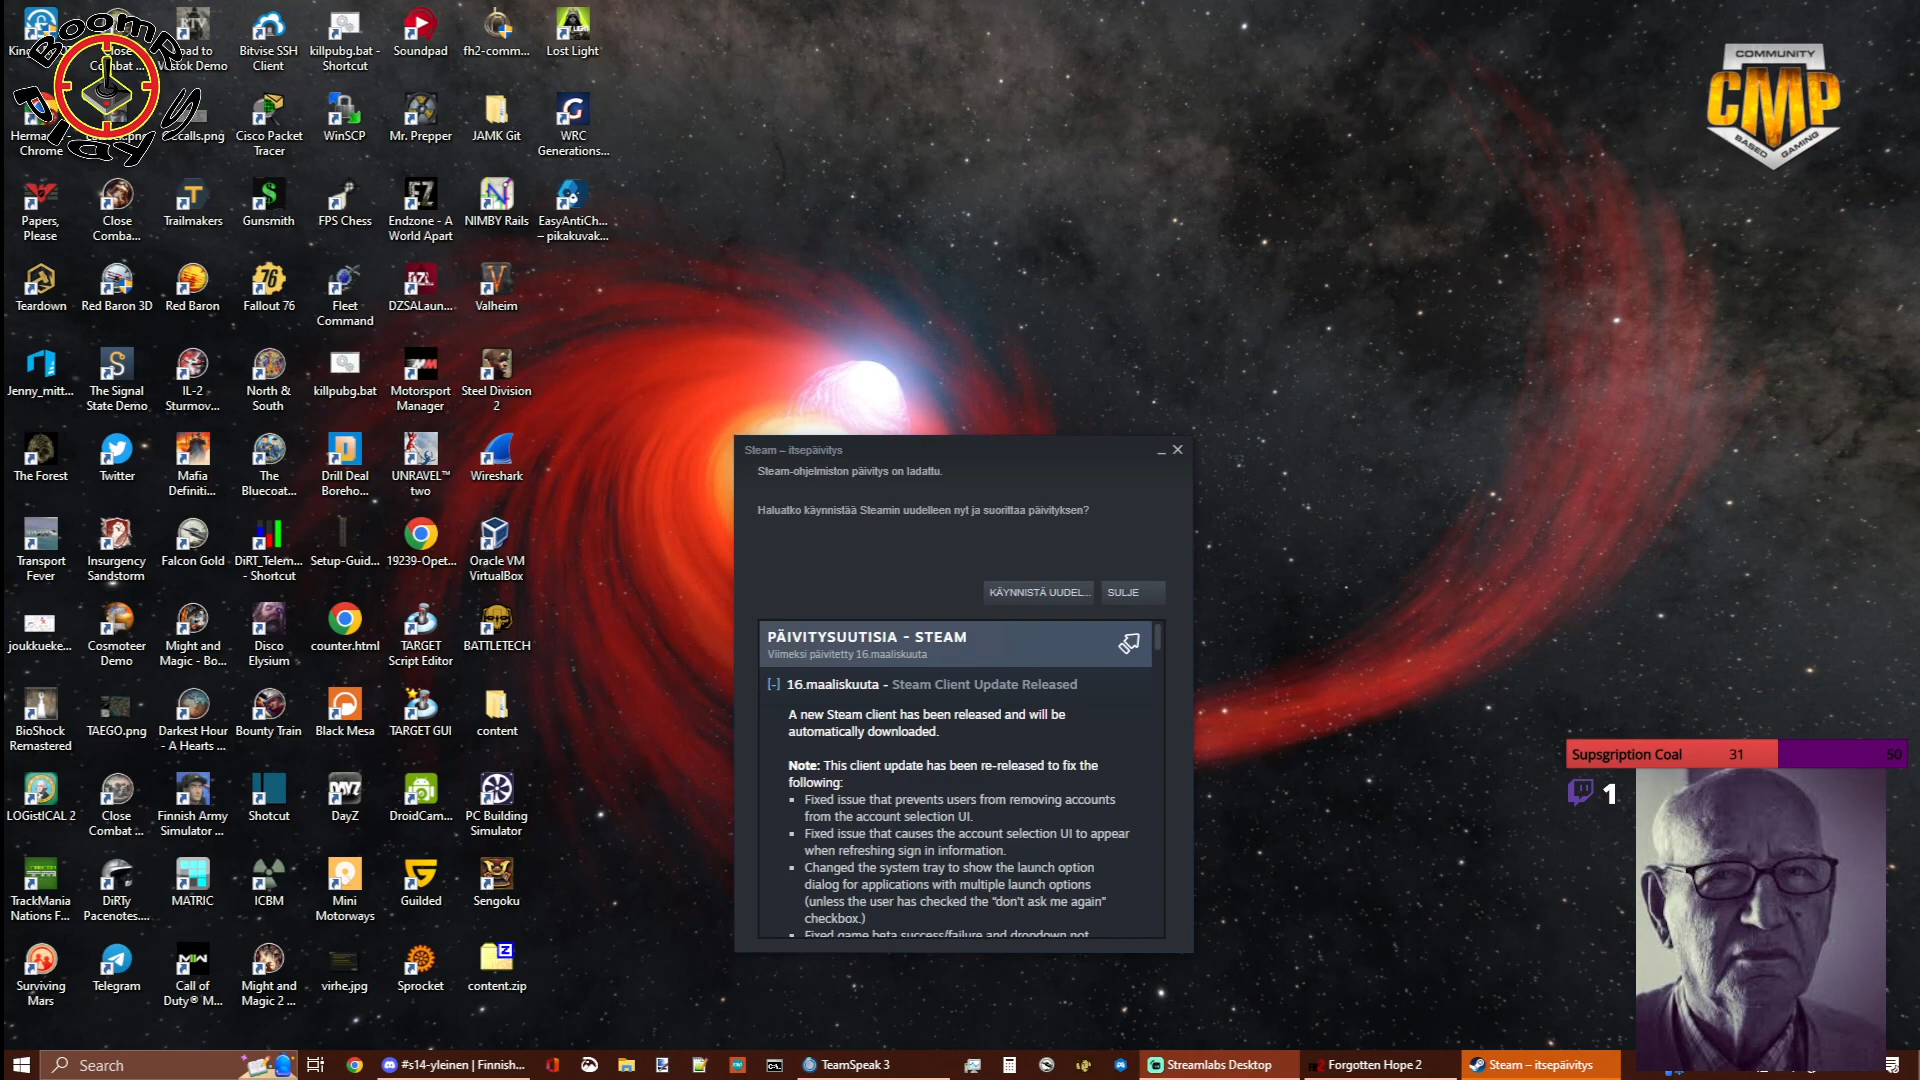 BoomR Playz
COMMUNITY
CMP
BASED GAMING
Bitvise SSH Client
killpubg.bat - Shortcut
Soundpad
fh2-comm...
Lost Light
Cisco Packet Tracer
WinSCP
Mr. Prepper
JAMK Git
WRC Generations...
Papers, Please
Close Comba...
Trailmakers
Gunsmith
FPS Chess
Endzone - A World Apart
NIMBY Rails
EasyAntiCh... – pikakuvak...
Teardown
Red Baron 3D
Red Baron
Fallout 76
Fleet Command
DZSALaun...
Valheim
Jenny_mitt...
The Signal State Demo
IL-2 Sturmov...
North & South
killpubg.bat
Motorsport Manager
Steel Division 2
The Forest
Twitter
Mafia Definiti...
The Bluecoat...
Drill Deal Boreho...
UNRAVEL™ two
Wireshark
Transport Fever
Insurgency Sandstorm
Falcon Gold
DiRT_Telem... - Shortcut
Setup-Guid...
19239-Opet...
Oracle VM VirtualBox
joukkueke...
Cosmoteer Demo
Might and Magic - Bo...
Disco Elysium
counter.html
TARGET Script Editor
BATTLETECH
BioShock Remastered
TAEGO.png
Darkest Hour - A Hearts ...
Bounty Train
Black Mesa
TARGET GUI
content
LOGistICAL 2
Close Combat ...
Finnish Army Simulator ...
Shotcut
DayZ
DroidCam...
PC Building Simulator
TrackMania Nations F...
DiRTy Pacenotes....
MATRIC
ICBM
Mini Motorways
Guilded
Sengoku
Surviving Mars
Telegram
Call of Duty® M...
Might and Magic 2 ...
virhe.jpg
Sprocket
content.zip
Steam – itsepäivitys
Steam-ohjelmiston päivitys on ladattu.
Haluatko käynnistää Steamin uudelleen nyt ja suorittaa päivityksen?
KÄYNNISTÄ UUDEL...
SULJE
PÄIVITYSUUTISIA - STEAM
Viimeksi päivitetty 16.maaliskuuta
[-] 16.maaliskuuta - Steam Client Update Released
A new Steam client has been released and will be
automatically downloaded.
Note: This client update has been re-released to fix the
following:
Fixed issue that prevents users from removing accounts
from the account selection UI.
Fixed issue that causes the account selection UI to appear
when refreshing sign in information.
Changed the system tray to show the launch option
dialog for applications with multiple launch options
(unless the user has checked the "don't ask me again"
checkbox.)
Fixed game beta success/failure and dropdown not
Supsgription Coal 31 50
1
Search
#s14-yleinen | Finnish...
TeamSpeak 3
Streamlabs Desktop
Forgotten Hope 2
Steam – itsepäivitys